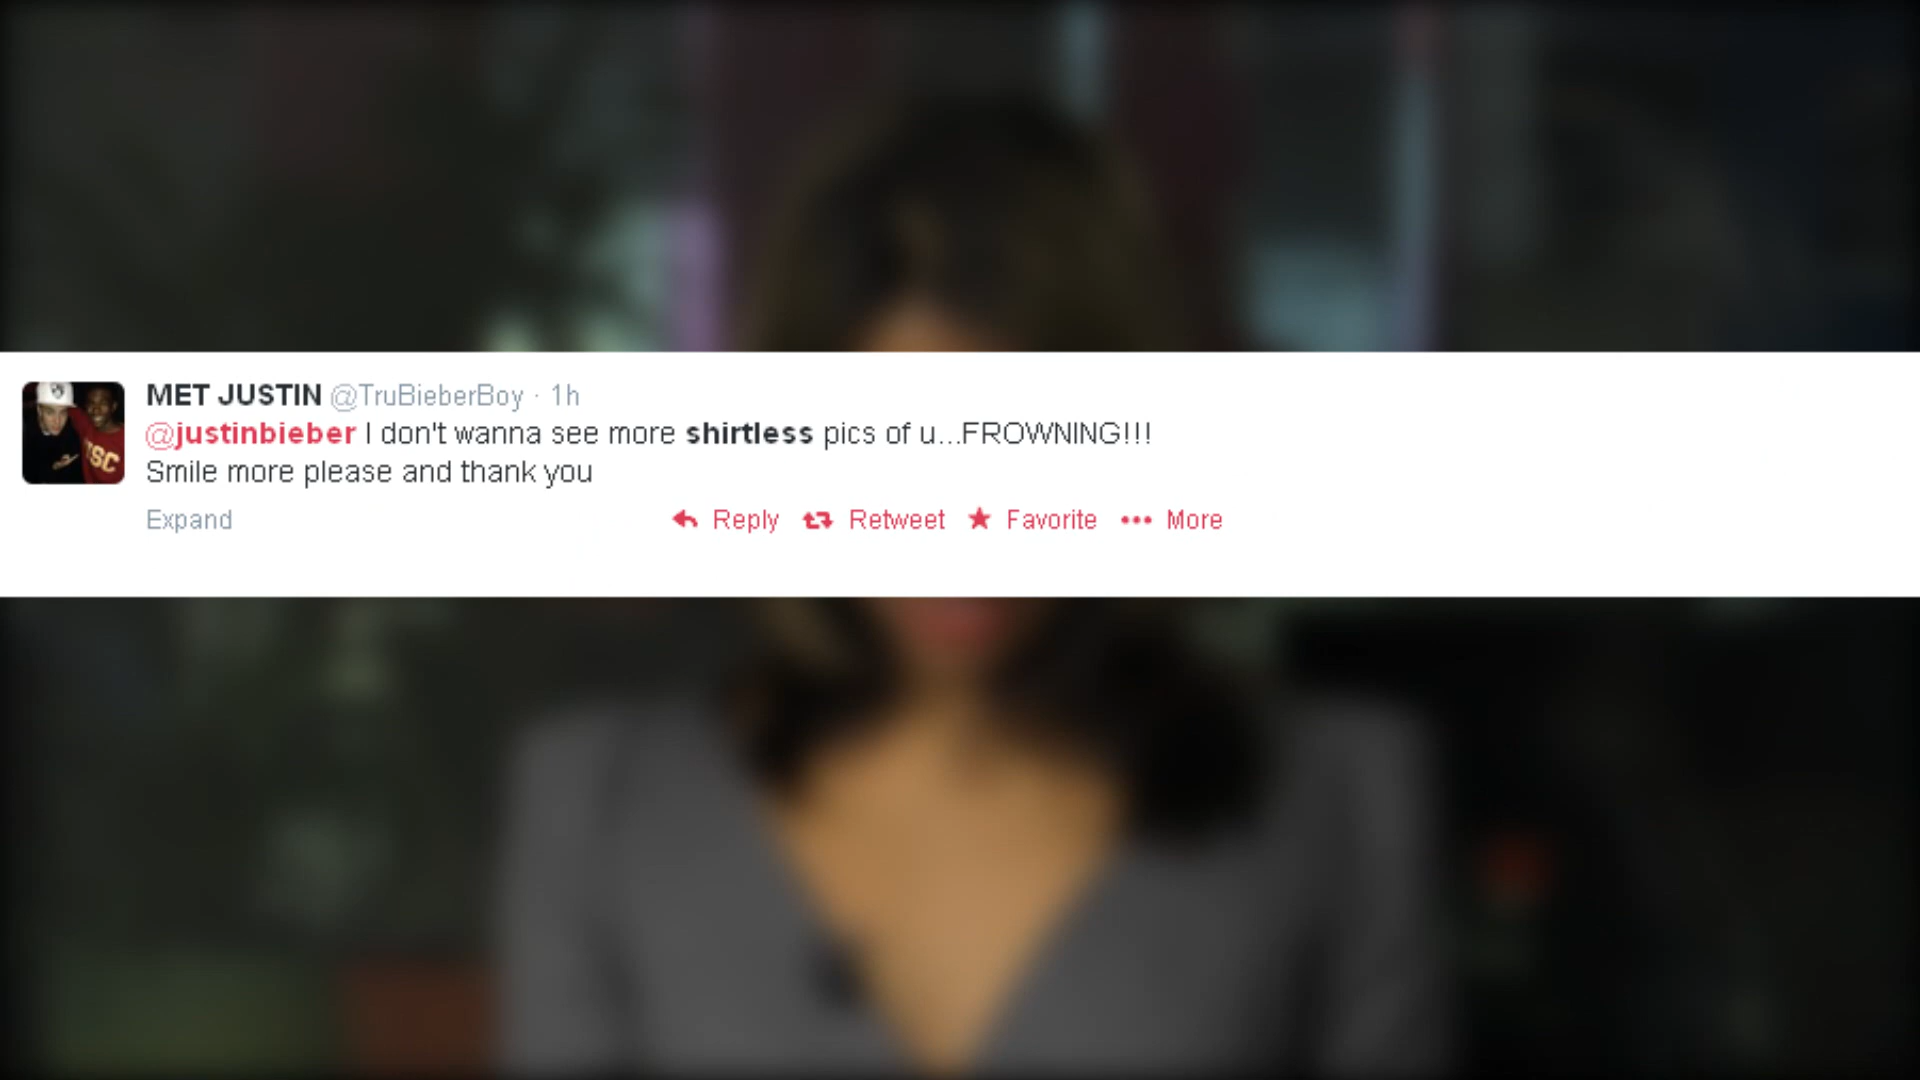 MET JUSTIN @TruBieberBoy · 1h
@justinbieber I don't wanna see more shirtless pics of u...FROWNING!!!
Smile more please and thank you
Expand Reply Retweet Favorite More
SC